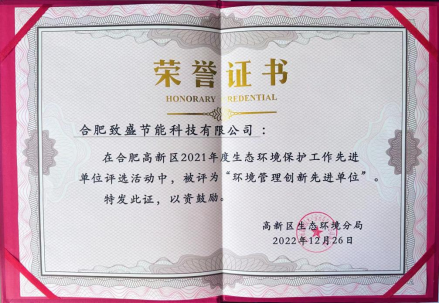 荣誉证书
HONORARY CREDENTIAL
合肥致盛节能科技有限公司：
在合肥高新区2021年度生态环境保护工作先进
单位评选活动中，被评为“环境管理创新先进单位”。
特发此证，以资鼓励。
高新区生态环境分局
2022年12月26日